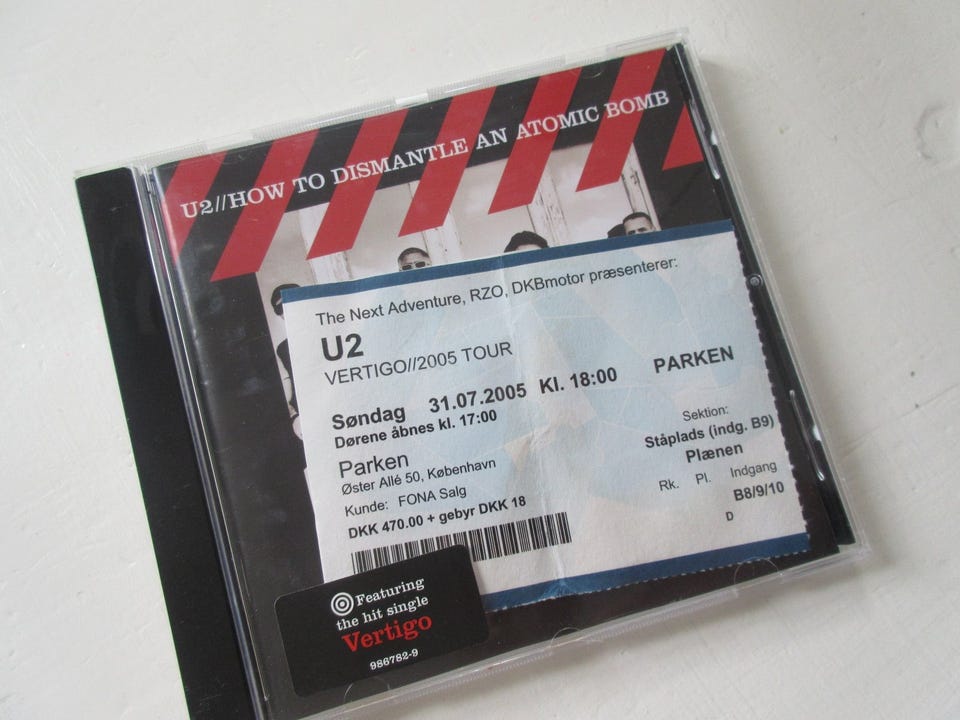 U2//HOW TO DISMANTLE AN ATOMIC BOMB
The Next Adventure, RZO, DKBmotor præsenterer:
U2
VERTIGO//2005 TOUR
Søndag 31.07.2005 Kl. 18:00 PARKEN
Dørene åbnes kl. 17:00
Parken
Øster Allé 50, København
Kunde: FONA Salg
DKK 470.00 + gebyr DKK 18
Sektion:
Ståplads (indg. B9)
Plænen
Rk. Pl. Indgang
B8/9/10
D
Featuring
the hit single
Vertigo
986782-9